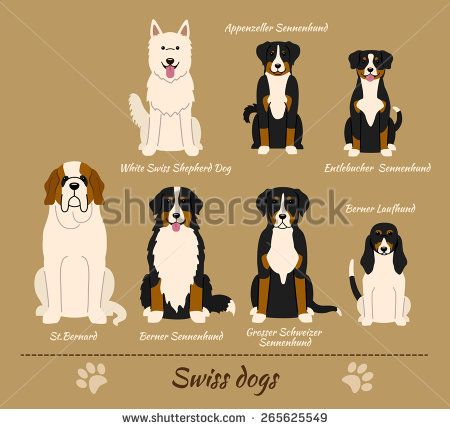 Appenzeller Sennenhund
White Swiss Shepherd Dog
Entlebucher Sennenhund
Berner Laufhund
St.Bernard
Berner Sennenhund
Grosser Schweizer
Sennenhund
Swiss dogs
shutterstock
www.shutterstock.com · 265625549